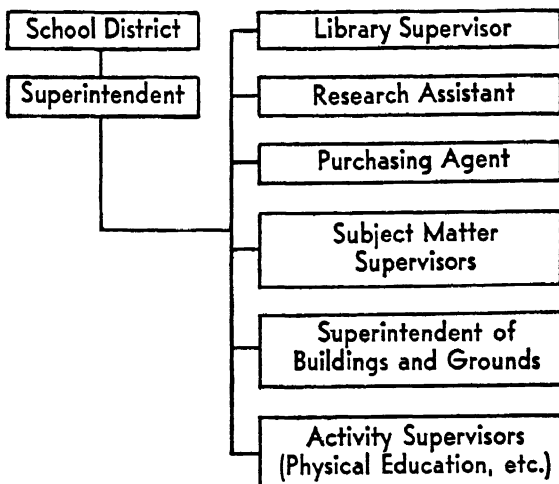 School District
Superintendent
Library Supervisor
Research Assistant
Purchasing Agent
Subject Matter
Supervisors
Superintendent of
Buildings and Grounds
Activity Supervisors
(Physical Education, etc.)